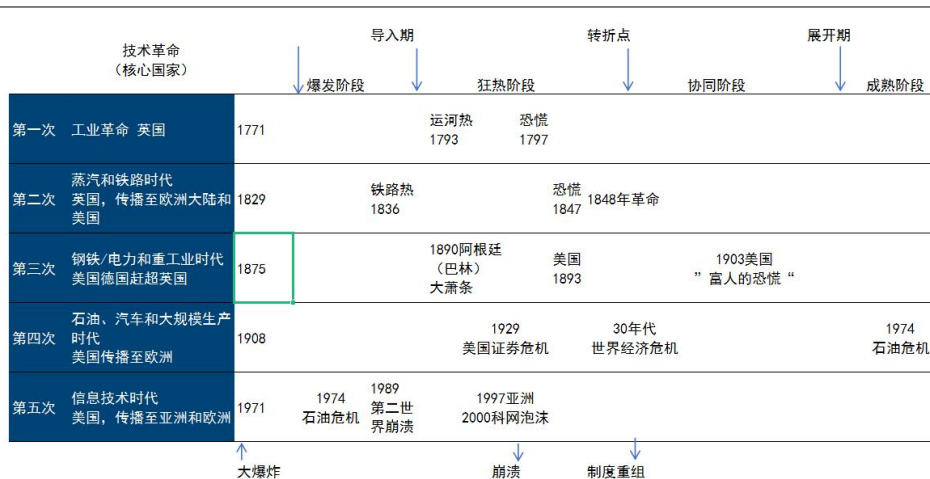 导入期 转折点 展开期
技术革命
(核心国家)
爆发阶段 狂热阶段 协同阶段 成熟阶段
第一次 工业革命 英国 1771
运河热 恐慌
1793 1797
第二次
蒸汽和铁路时代
英国，传播至欧洲大陆和
美国
1829
铁路热
1836
恐慌
1847
1848年革命
第三次
钢铁/电力和重工业时代
美国德国赶超英国
1875
1890阿根廷
（巴林）
大萧条
美国
1893
1903美国
”富人的恐慌“
第四次
石油、汽车和大规模生产
时代
美国传播至欧洲
1908
1929
美国证券危机
30年代
世界经济危机
1974
石油危机
第五次
信息技术时代
美国，传播至亚洲和欧洲
1971
1974
石油危机
1989
第二世
界崩溃
1997亚洲
2000科网泡沫
大爆炸 崩溃 制度重组